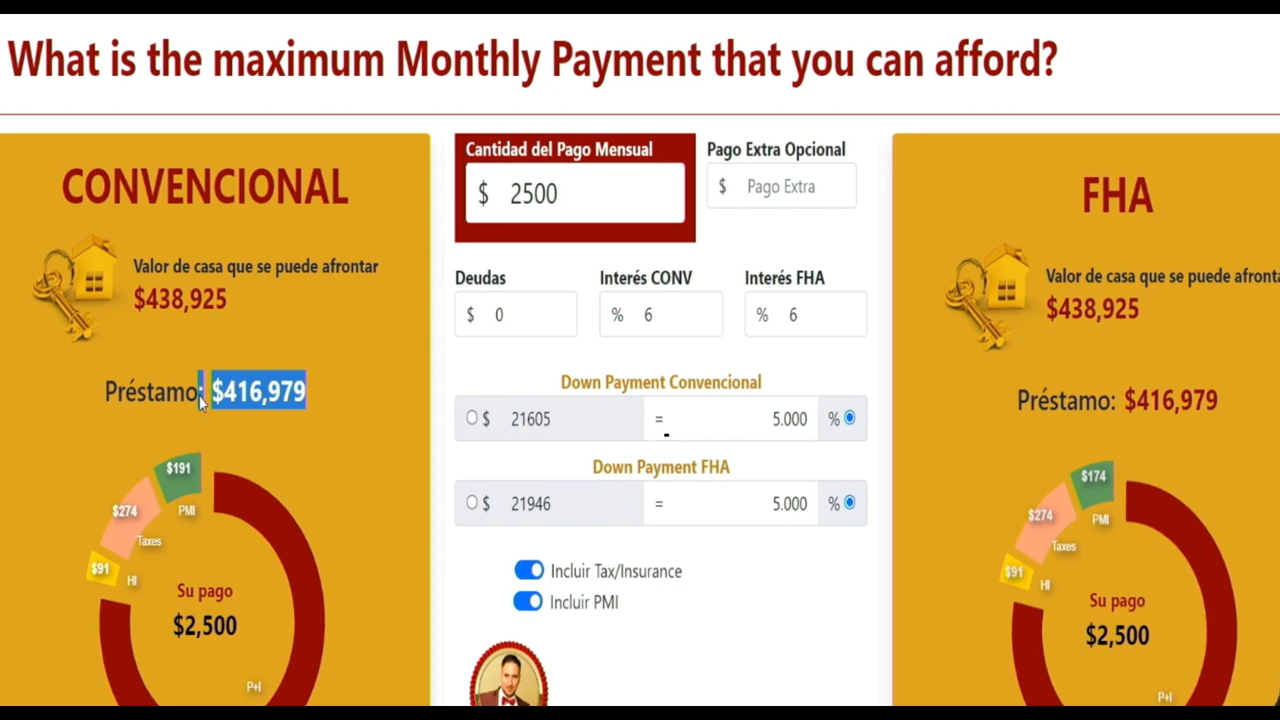 What is the maximum Monthly Payment that you can afford?
CONVENCIONAL
Valor de casa que se puede afrontar
$438,925
Préstamo: $416,979
$191
PMI
$274
Taxes
$91
HI
Su pago
$2,500
P+I
Cantidad del Pago Mensual
$ 2500
Pago Extra Opcional
$ Pago Extra
Deudas
$ 0
Interés CONV
% 6
Interés FHA
% 6
Down Payment Convencional
$ 21605 = 5.000 %
Down Payment FHA
$ 21946 = 5.000 %
Incluir Tax/Insurance
Incluir PMI
FHA
Valor de casa que se puede afronta
$438,925
Préstamo: $416,979
$174
PMI
$274
Taxes
$91
HI
Su pago
$2,500
P+I